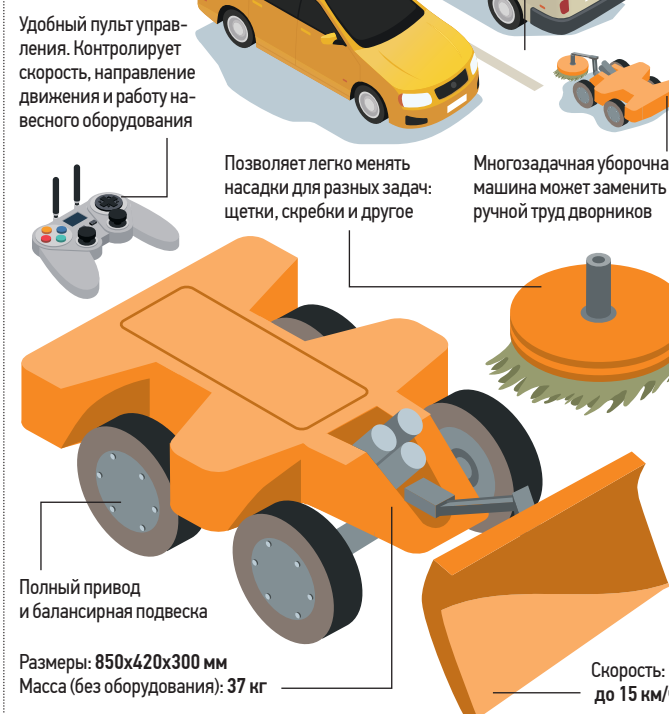 Удобный пульт управ-
ления. Контролирует
скорость, направление
движения и работу на-
весного оборудования
Позволяет легко менять
насадки для разных задач:
щетки, скребки и другое
Многозадачная уборочна
машина может заменить
ручной труд дворников
Полный привод
и балансирная подвеска
Размеры: 850х420х300 мм
Масса (без оборудования): 37 кг
Скорость:
до 15 км/